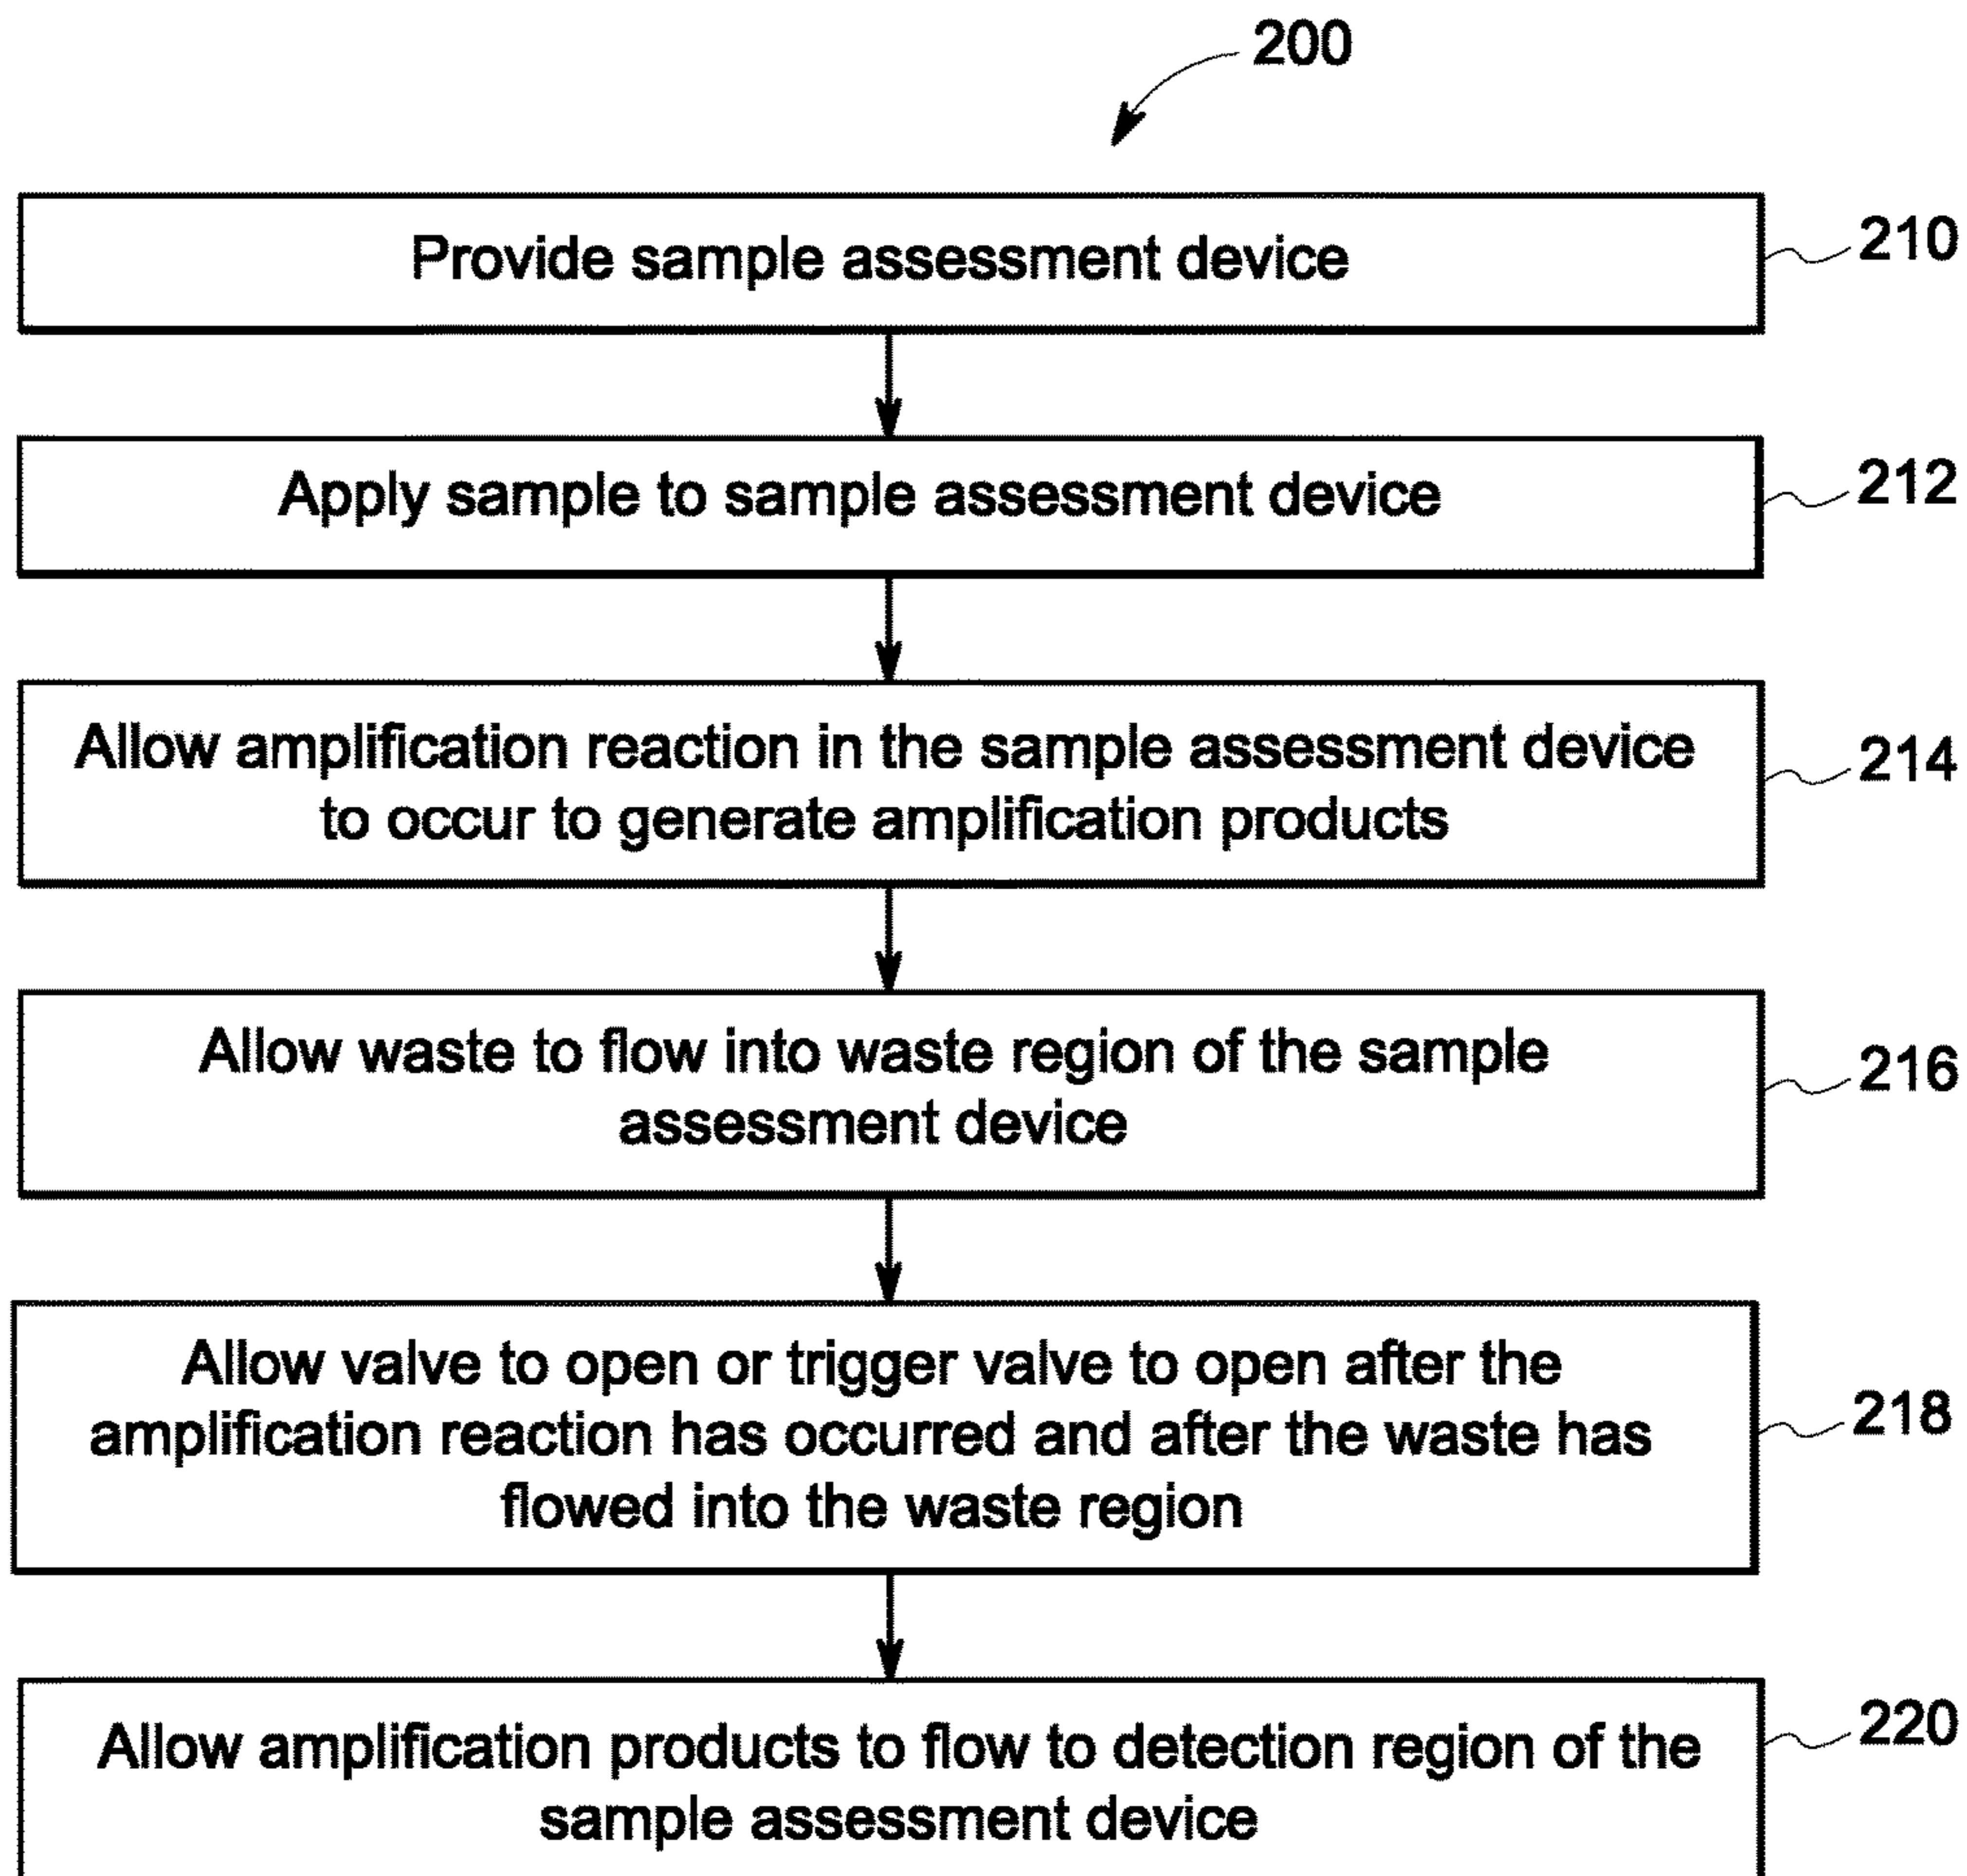 200
Provide sample assessment device
210
Apply sample to sample assessment device
212
Allow amplification reaction in the sample assessment device
to occur to generate amplification products
214
Allow waste to flow into waste region of the sample
assessment device
216
Allow valve to open or trigger valve to open after the
amplification reaction has occurred and after the waste has
flowed into the waste region
218
Allow amplification products to flow to detection region of the
sample assessment device
220